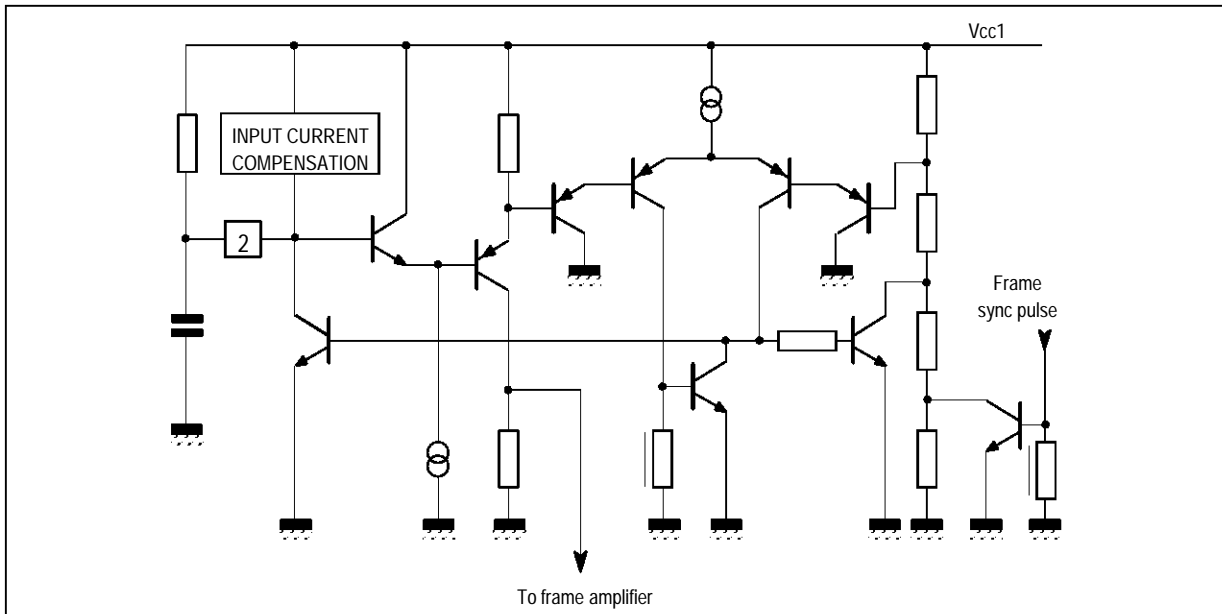 Vcc1
INPUT CURRENT
COMPENSATION
2
Frame
sync pulse
To frame amplifier